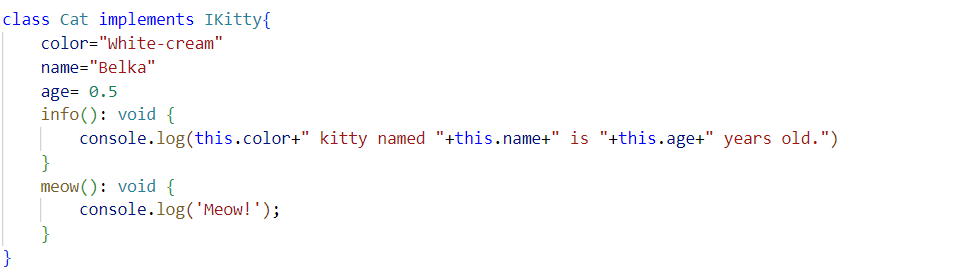 class Cat implements IKitty{
    color="White-cream"
    name="Belka"
    age= 0.5
    info(): void {
        console.log(this.color+" kitty named "+this.name+" is "+this.age+" years old.")
    }
    meow(): void {
        console.log('Meow!');
    }
}